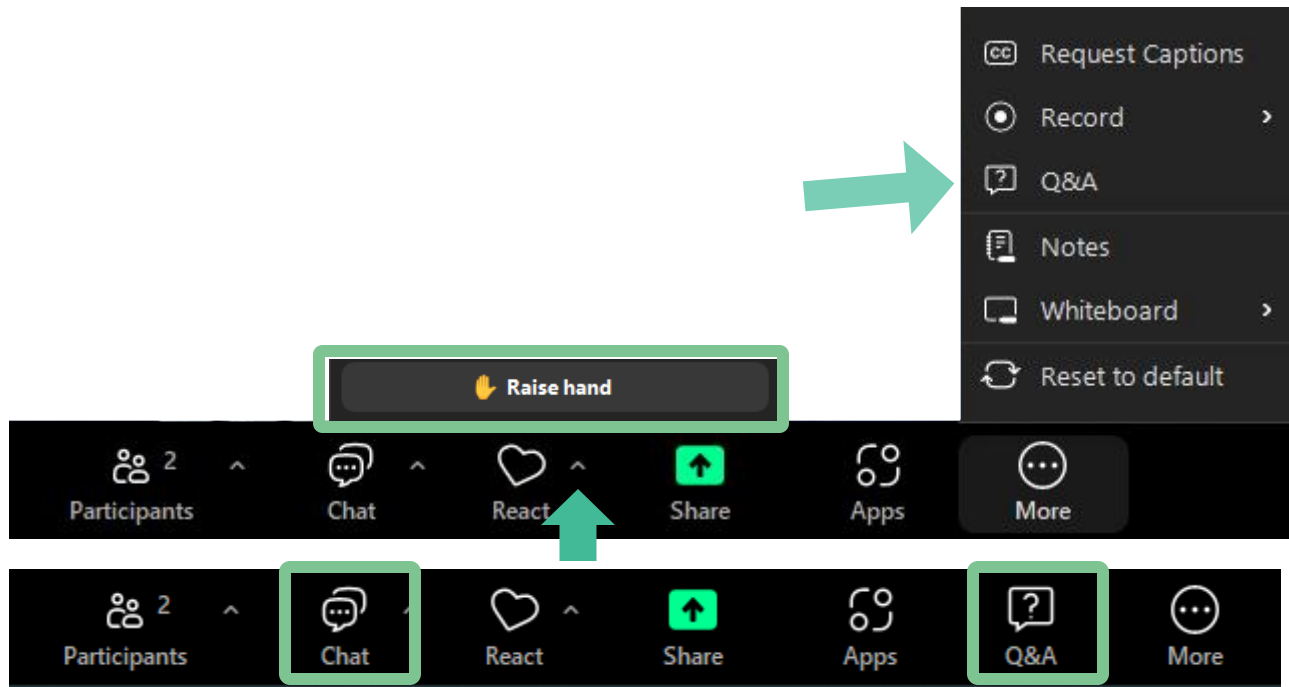 CC Request Captions
Record
? Q&A
Notes
Whiteboard
Reset to default
Raise hand
2
Participants Chat React Share Apps More
2 ?
Participants Chat React Share Apps Q&A More